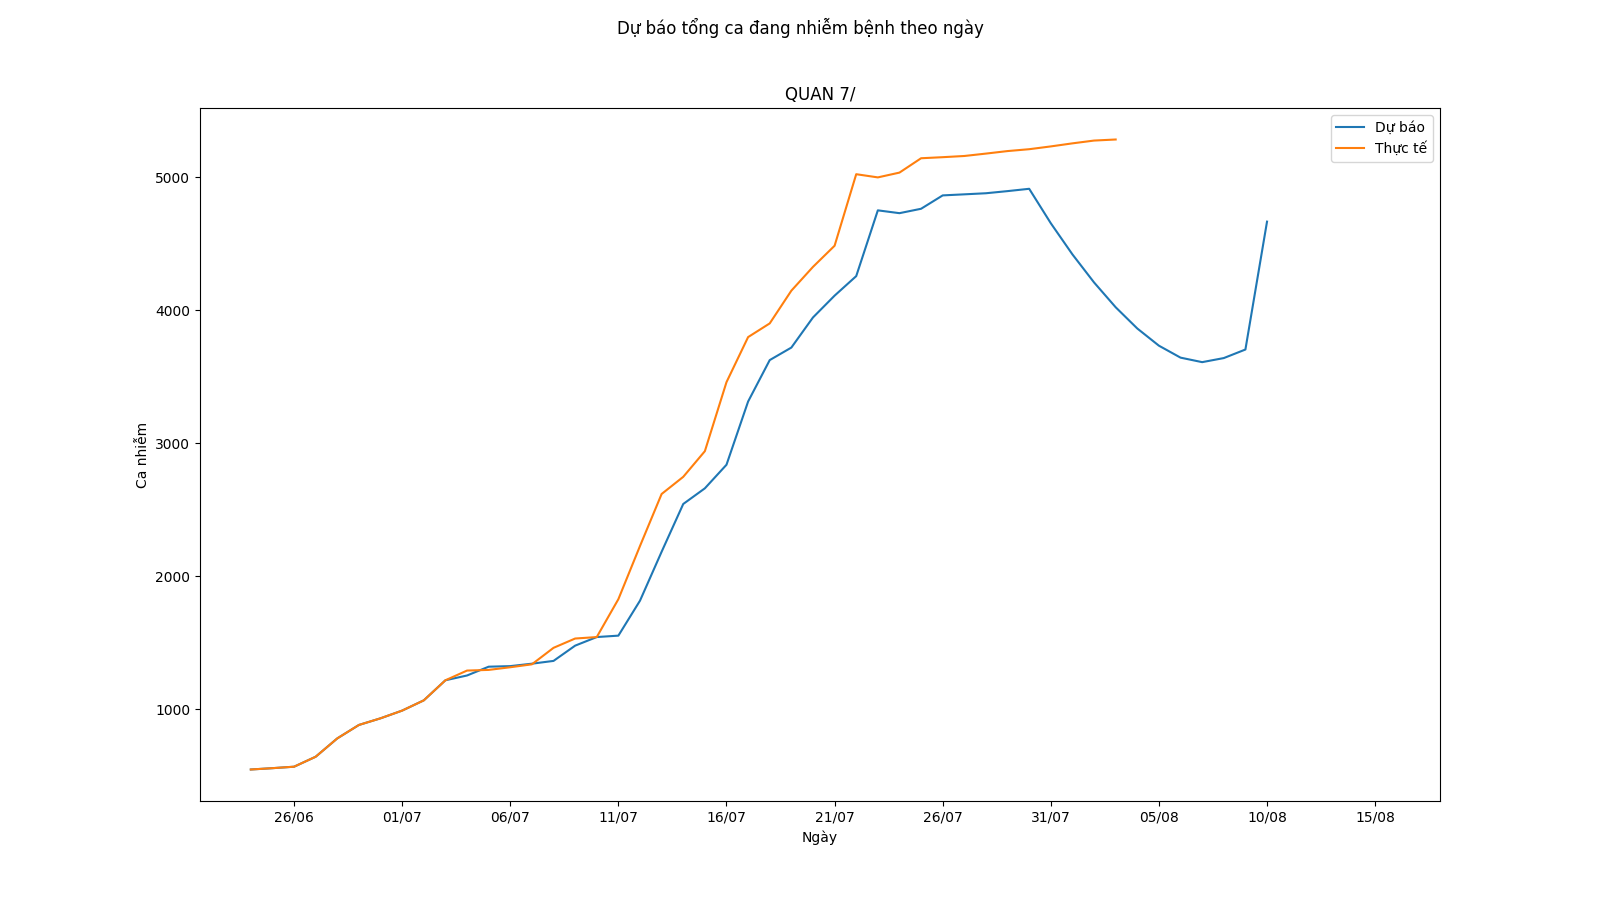 Dự báo tổng ca đang nhiễm bệnh theo ngày
QUAN 7/
Dự báo
Thực tế
5000
4000
3000
2000
1000
Ca nhiễm
26/06 01/07 06/07 11/07 16/07 21/07 26/07 31/07 05/08 10/08 15/08
Ngày